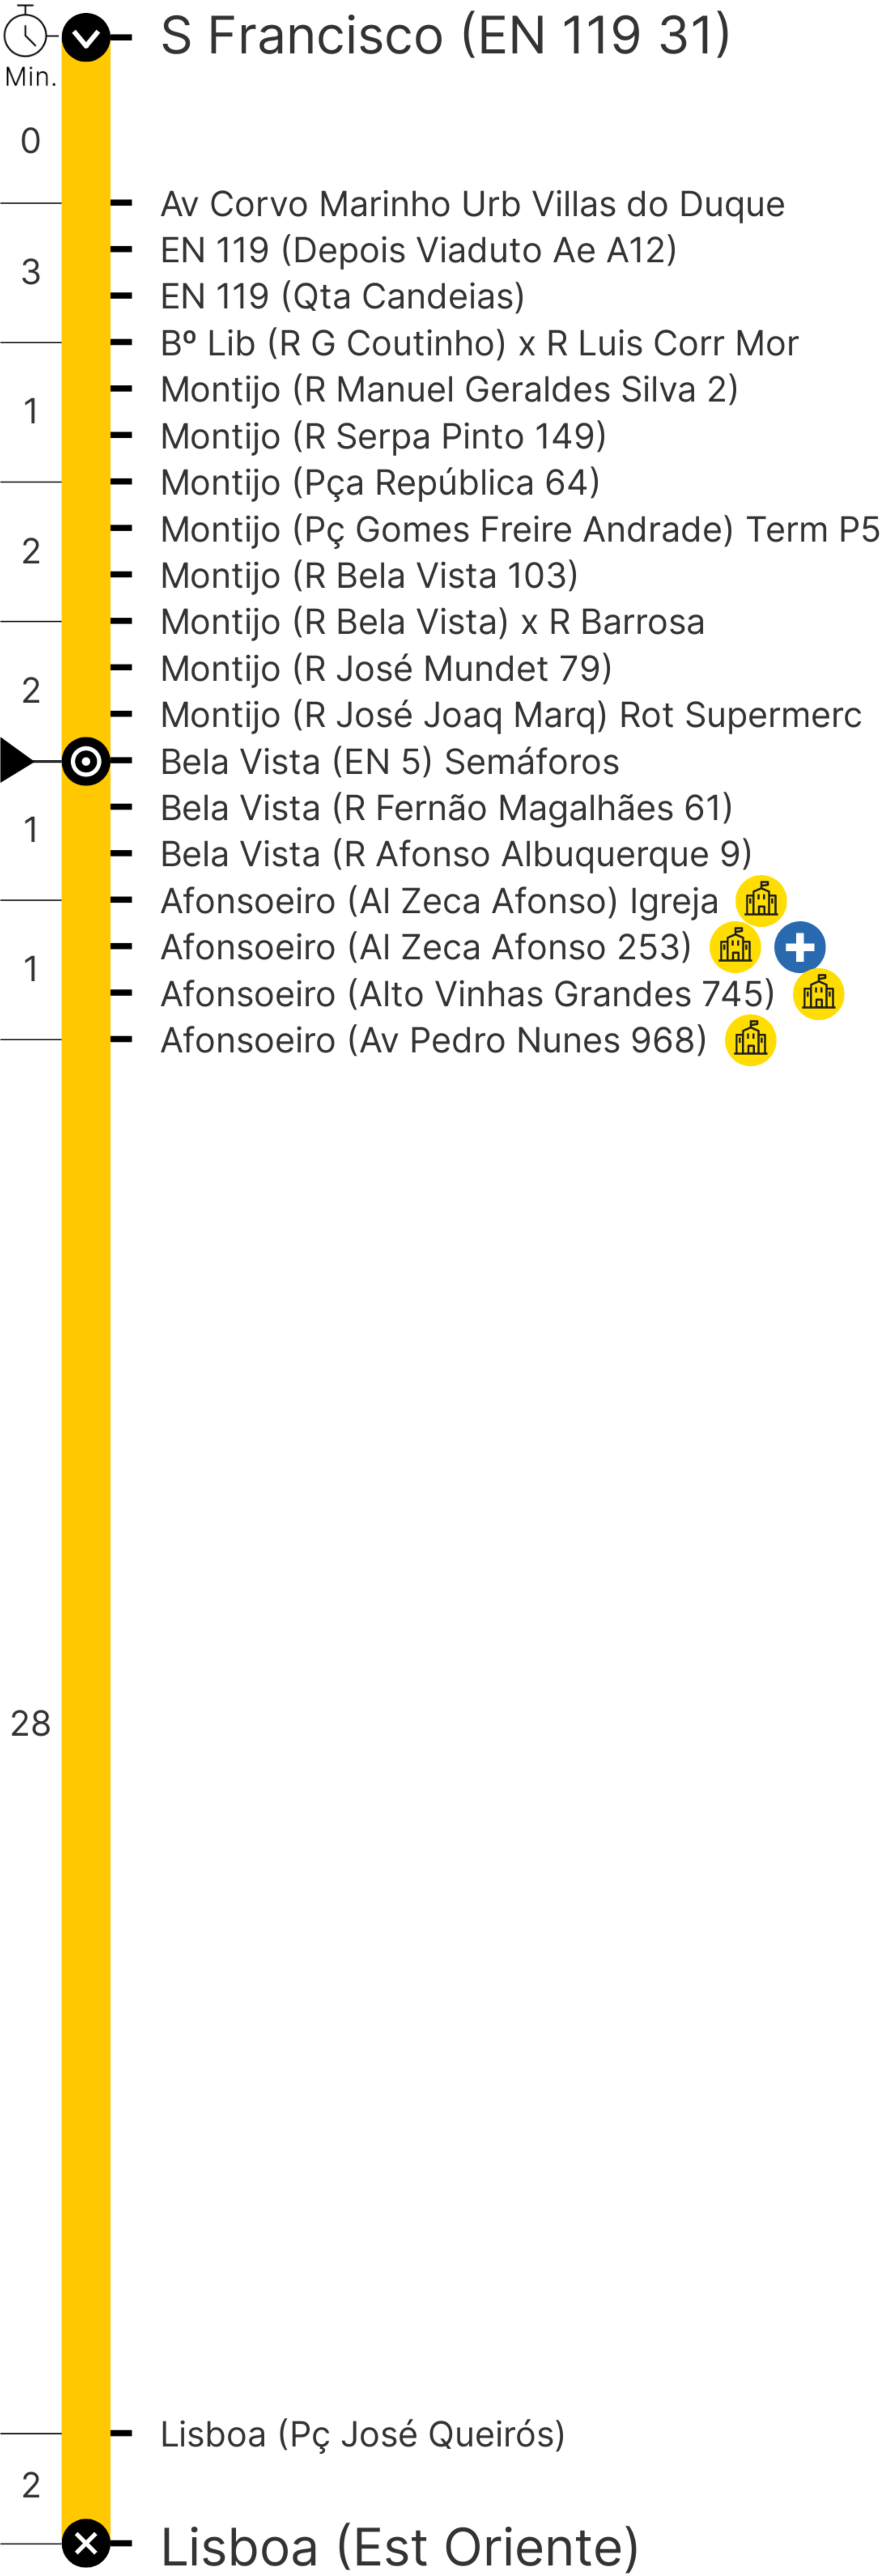 S Francisco (EN 119 31)
Min.
0
Av Corvo Marinho Urb Villas do Duque
EN 119 (Depois Viaduto Ae A12)
3
EN 119 (Qta Candeias)
Bº Lib (R G Coutinho) x R Luis Corr Mor
Montijo (R Manuel Geraldes Silva 2)
1
Montijo (R Serpa Pinto 149)
Montijo (Pça República 64)
Montijo (Pç Gomes Freire Andrade) Term P5
2
Montijo (R Bela Vista 103)
Montijo (R Bela Vista) x R Barrosa
Montijo (R José Mundet 79)
2
Montijo (R José Joaq Marq) Rot Supermerc
Bela Vista (EN 5) Semáforos
Bela Vista (R Fernão Magalhães 61)
1
Bela Vista (R Afonso Albuquerque 9)
Afonsoeiro (Al Zeca Afonso) Igreja
Afonsoeiro (Al Zeca Afonso 253)
1
Afonsoeiro (Alto Vinhas Grandes 745)
Afonsoeiro (Av Pedro Nunes 968)
28
Lisboa (Pç José Queirós)
2
Lisboa (Est Oriente)